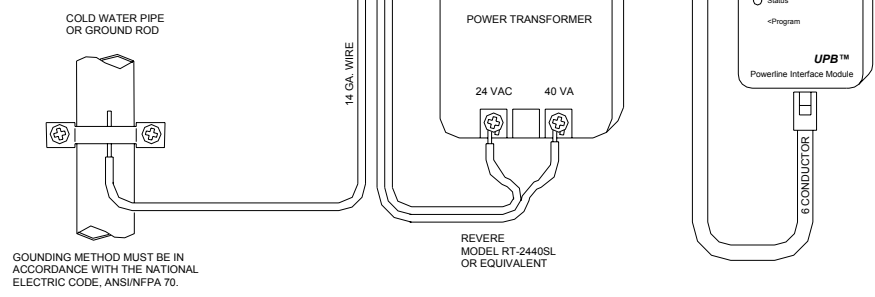 COLD WATER PIPE
OR GROUND ROD
14 GA. WIRE
POWER TRANSFORMER
24 VAC
40 VA
REVERE
MODEL RT-2440SL
OR EQUIVALENT
GOUNDING METHOD MUST BE IN
ACCORDANCE WITH THE NATIONAL
ELECTRIC CODE, ANSI/NFPA 70.
Status
<Program
UPB™
Powerline Interface Module
6 CONDUCTOR